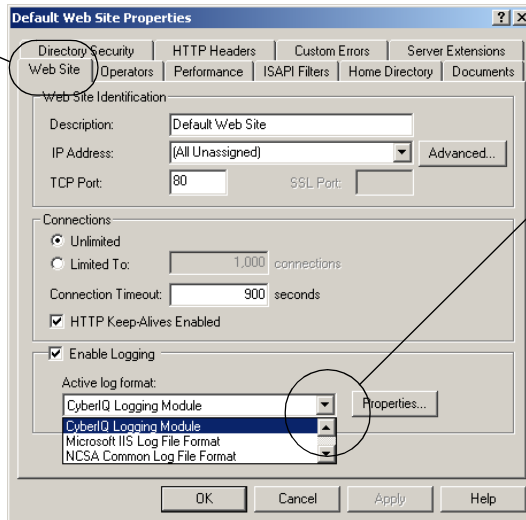 Default Web Site Properties
Directory Security HTTP Headers Custom Errors Server Extensions
Web Site Operators Performance ISAPI Filters Home Directory Documents
Web Site Identification
Description: Default Web Site
IP Address: (All Unassigned) Advanced...
TCP Port: 80 SSL Port:
Connections
Unlimited
Limited To: 1,000 connections
Connection Timeout: 900 seconds
HTTP Keep-Alives Enabled
Enable Logging
Active log format:
CyberIQ Logging Module Properties...
CyberIQ Logging Module
Microsoft IIS Log File Format
NCSA Common Log File Format
OK Cancel Apply Help